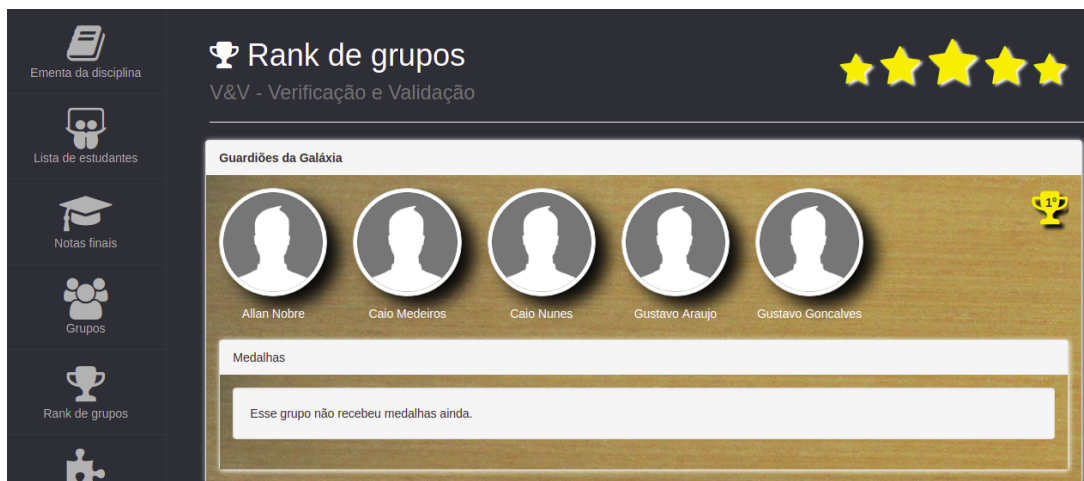 Ementa da disciplina
Lista de estudantes
Notas finais
Grupos
Rank de grupos
Rank de grupos
V&V - Verificação e Validação
Guardiões da Galáxia
1º
Allan Nobre
Caio Medeiros
Caio Nunes
Gustavo Araujo
Gustavo Goncalves
Medalhas
Esse grupo não recebeu medalhas ainda.